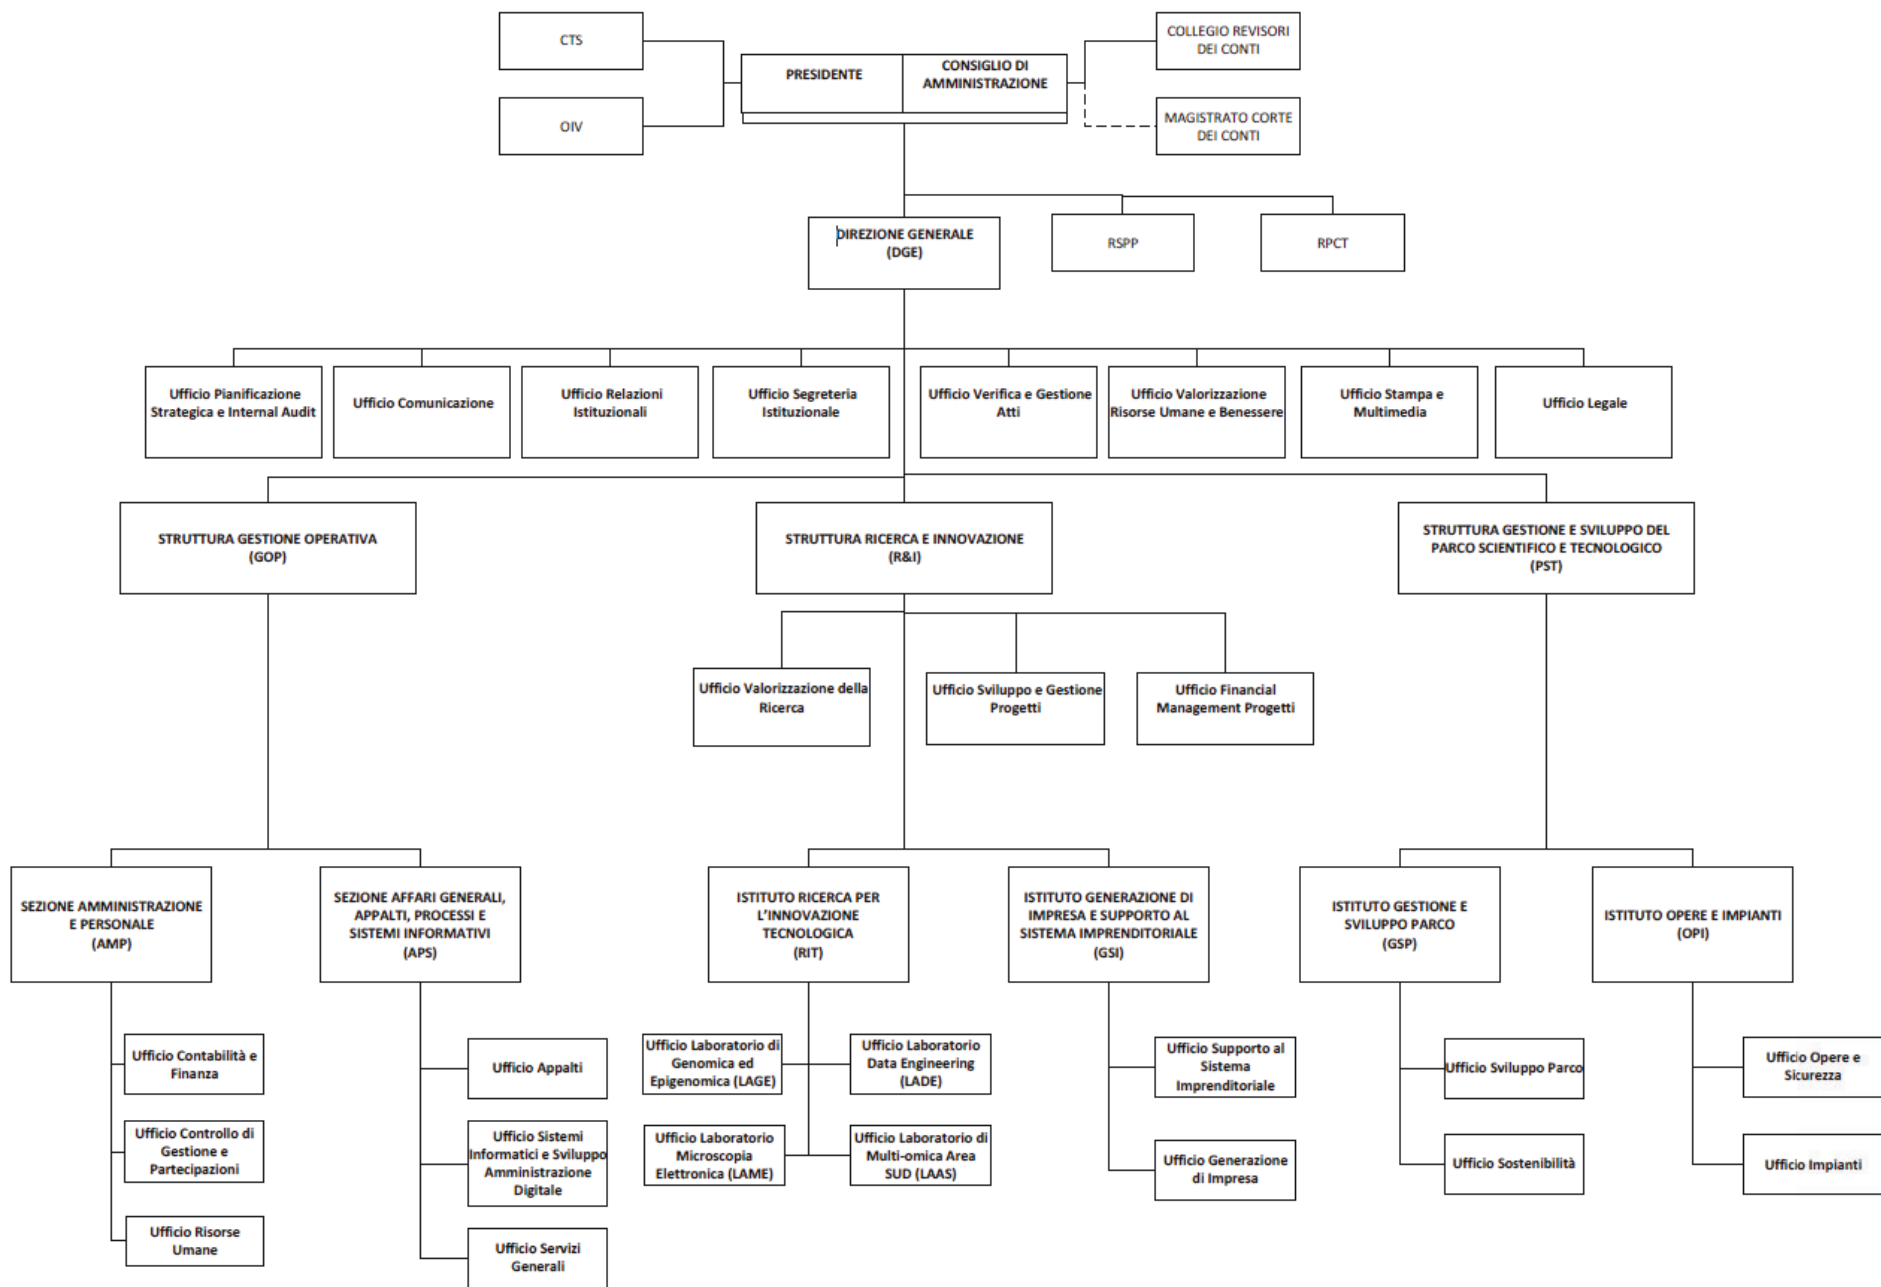 CTS
COLLEGIO REVISORI
DEI CONTI
PRESIDENTE
CONSIGLIO DI
AMMINISTRAZIONE
OIV
MAGISTRATO CORTE
DEI CONTI
DIREZIONE GENERALE
(DGE)
RSPP
RPCT
Ufficio Pianificazione
Strategica e Internal Audit
Ufficio Comunicazione
Ufficio Relazioni
Istituzionali
Ufficio Segreteria
Istituzionale
Ufficio Verifica e Gestione
Atti
Ufficio Valorizzazione
Risorse Umane e Benessere
Ufficio Stampa e
Multimedia
Ufficio Legale
STRUTTURA GESTIONE OPERATIVA
(GOP)
STRUTTURA RICERCA E INNOVAZIONE
(R&I)
STRUTTURA GESTIONE E SVILUPPO DEL
PARCO SCIENTIFICO E TECNOLOGICO
(PST)
Ufficio Valorizzazione della
Ricerca
Ufficio Sviluppo e Gestione
Progetti
Ufficio Financial
Management Progetti
SEZIONE AMMINISTRAZIONE
E PERSONALE
(AMP)
SEZIONE AFFARI GENERALI,
APPALTI, PROCESSI E
SISTEMI INFORMATIVI
(APS)
ISTITUTO RICERCA PER
L'INNOVAZIONE
TECNOLOGICA
(RIT)
ISTITUTO GENERAZIONE DI
IMPRESA E SUPPORTO AL
SISTEMA IMPRENDITORIALE
(GSI)
ISTITUTO GESTIONE E
SVILUPPO PARCO
(GSP)
ISTITUTO OPERE E IMPIANTI
(OPI)
Ufficio Contabilità e
Finanza
Ufficio Controllo di
Gestione e
Partecipazioni
Ufficio Risorse
Umane
Ufficio Appalti
Ufficio Sistemi
Informatici e Sviluppo
Amministrazione
Digitale
Ufficio Servizi
Generali
Ufficio Laboratorio di
Genomica ed
Epigenomica (LAGE)
Ufficio Laboratorio
Data Engineering
(LADE)
Ufficio Laboratorio
Microscopia
Elettronica (LAME)
Ufficio Laboratorio di
Multi-omica Area
SUD (LAAS)
Ufficio Supporto al
Sistema
Imprenditoriale
Ufficio Generazione
di Impresa
Ufficio Sviluppo Parco
Ufficio Sostenibilità
Ufficio Opere e
Sicurezza
Ufficio Impianti